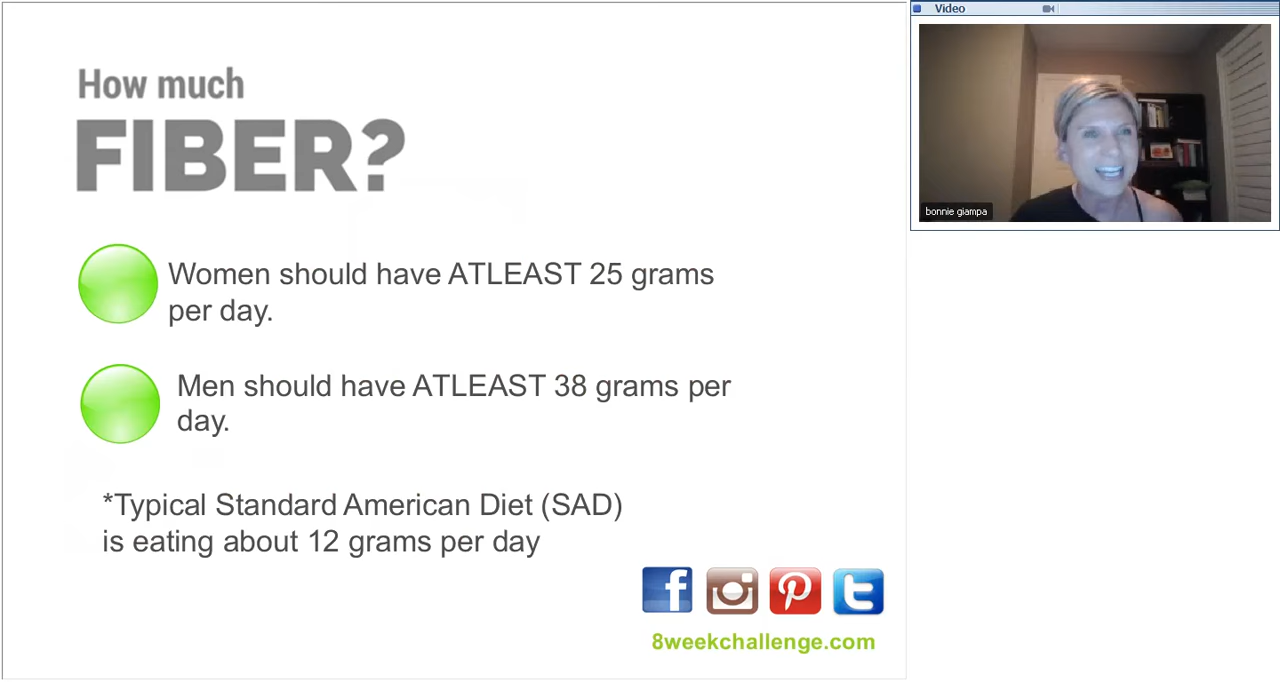 How much
FIBER?
Women should have ATLEAST 25 grams
per day.
Men should have ATLEAST 38 grams per
day.
*Typical Standard American Diet (SAD)
is eating about 12 grams per day
8weekchallenge.com
Video
bonnie giampa